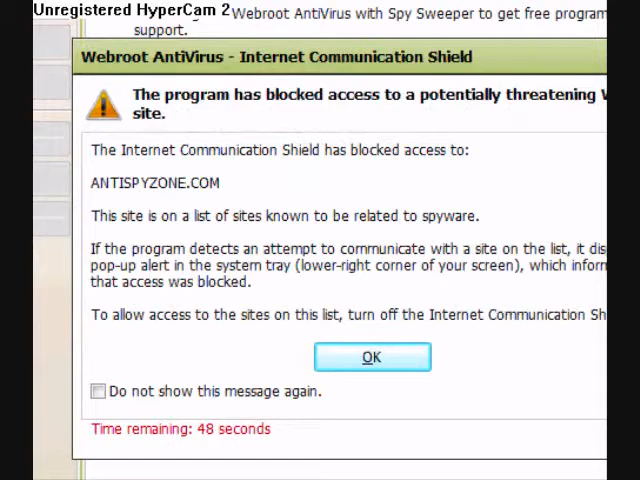 Unregistered HyperCam 2
Webroot AntiVirus with Spy Sweeper to get free program
support.
Webroot AntiVirus - Internet Communication Shield
The program has blocked access to a potentially threatening W
site.
The Internet Communication Shield has blocked access to:
ANTISPYZONE.COM
This site is on a list of sites known to be related to spyware.
If the program detects an attempt to communicate with a site on the list, it dis
pop-up alert in the system tray (lower-right corner of your screen), which inform
that access was blocked.
To allow access to the sites on this list, turn off the Internet Communication Sh
OK
Do not show this message again.
Time remaining: 48 seconds